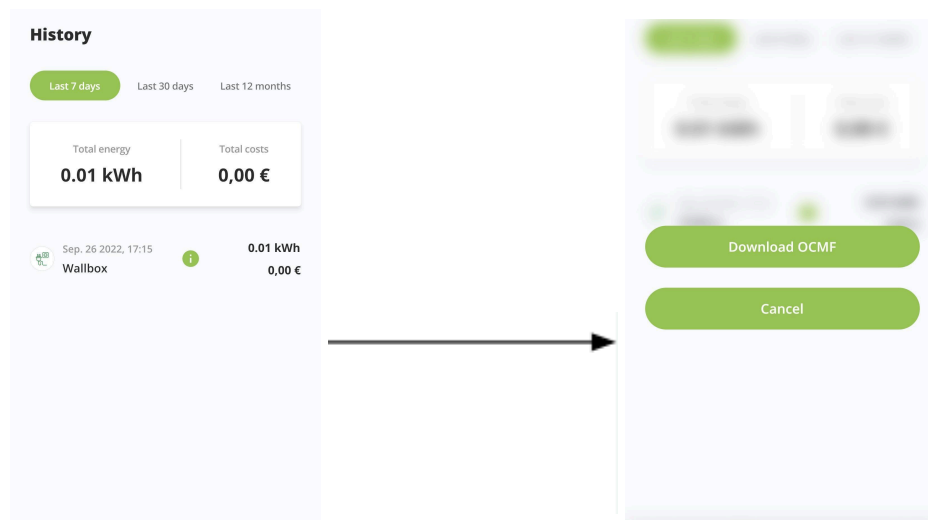 History
Last 7 days Last 30 days Last 12 months
Total energy Total costs
0.01 kWh 0,00 €
Sep. 26 2022, 17:15 0.01 kWh
Wallbox 0,00 €
Download OCMF
Cancel